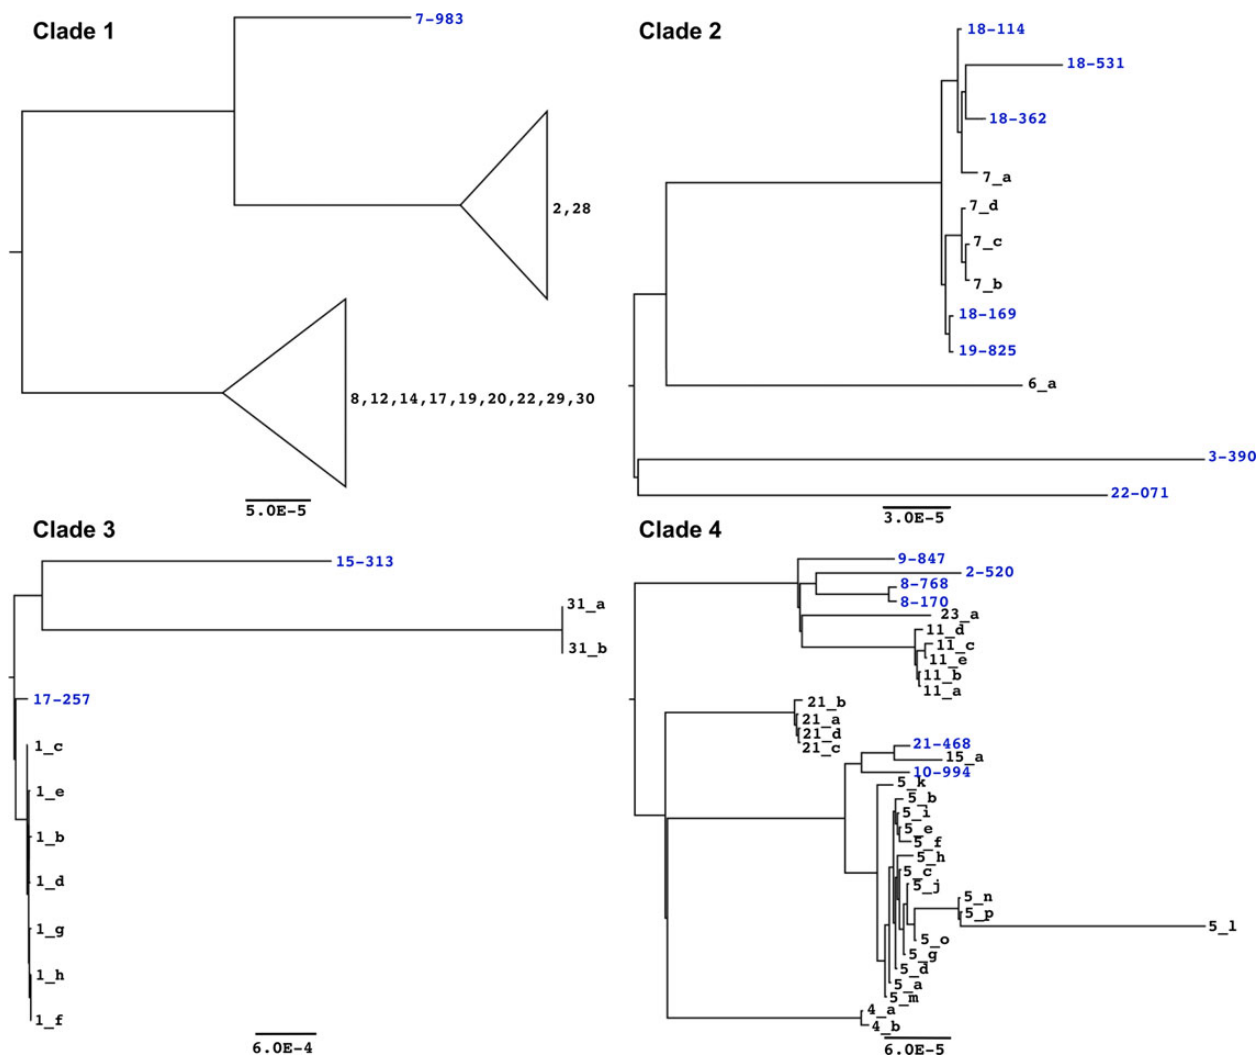 Clade 1
7-983
2,28
8,12,14,17,19,20,22,29,30
5.0E-5
Clade 2
18-114
18-531
18-362
7_a
7_d
7_c
7_b
18-169
19-825
6_a
3-390
22-071
3.0E-5
Clade 3
15-313
31_a
31_b
17-257
1_c
1_e
1_b
1_d
1_g
1_h
1_f
6.0E-4
Clade 4
9-847
2-520
8-768
8-170
23_a
11_d
11_c
11_e
11_b
11_a
21_b
21_a
21_d
21_c
21-468
15_a
10-994
5_k
5_b
5_i
5_e
5_f
5_h
5_c
5_j
5_n
5_p
5_l
5_o
5_g
5_d
5_a
5_m
4_a
4_b
6.0E-5